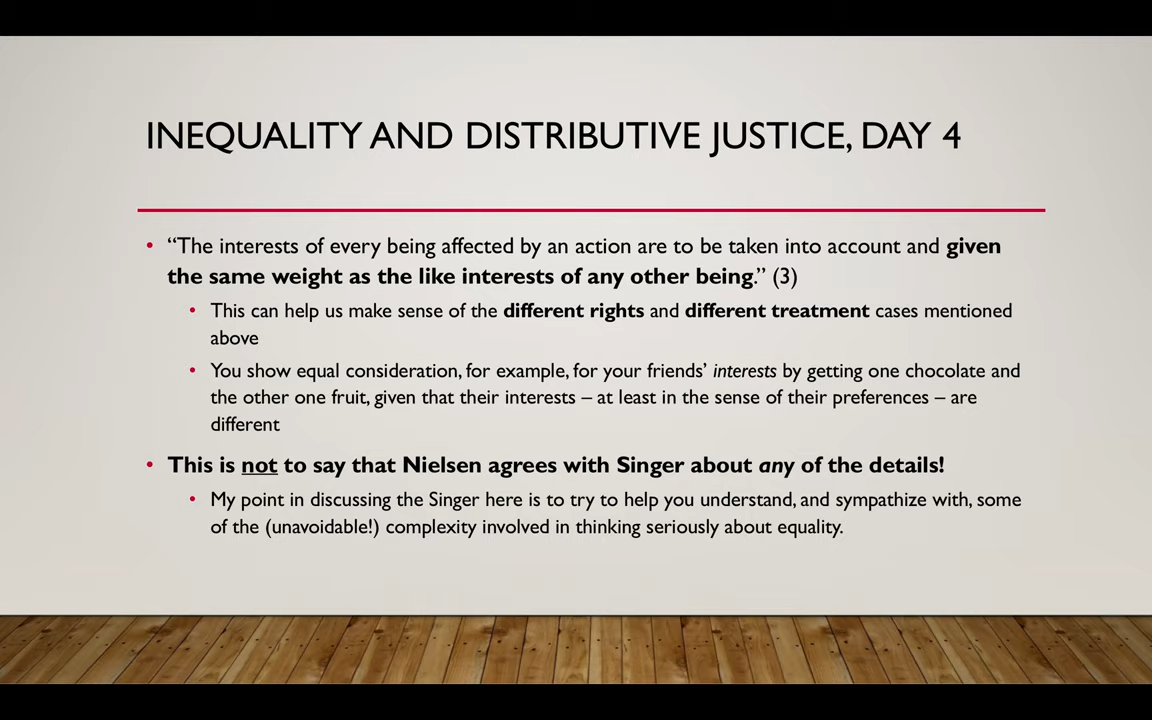 INEQUALITY AND DISTRIBUTIVE JUSTICE, DAY 4
• “The interests of every being affected by an action are to be taken into account and given
the same weight as the like interests of any other being.” (3)
• This can help us make sense of the different rights and different treatment cases mentioned
above
• You show equal consideration, for example, for your friends’ interests by getting one chocolate and
the other one fruit, given that their interests – at least in the sense of their preferences – are
different
• This is not to say that Nielsen agrees with Singer about any of the details!
• My point in discussing the Singer here is to try to help you understand, and sympathize with, some
of the (unavoidable!) complexity involved in thinking seriously about equality.